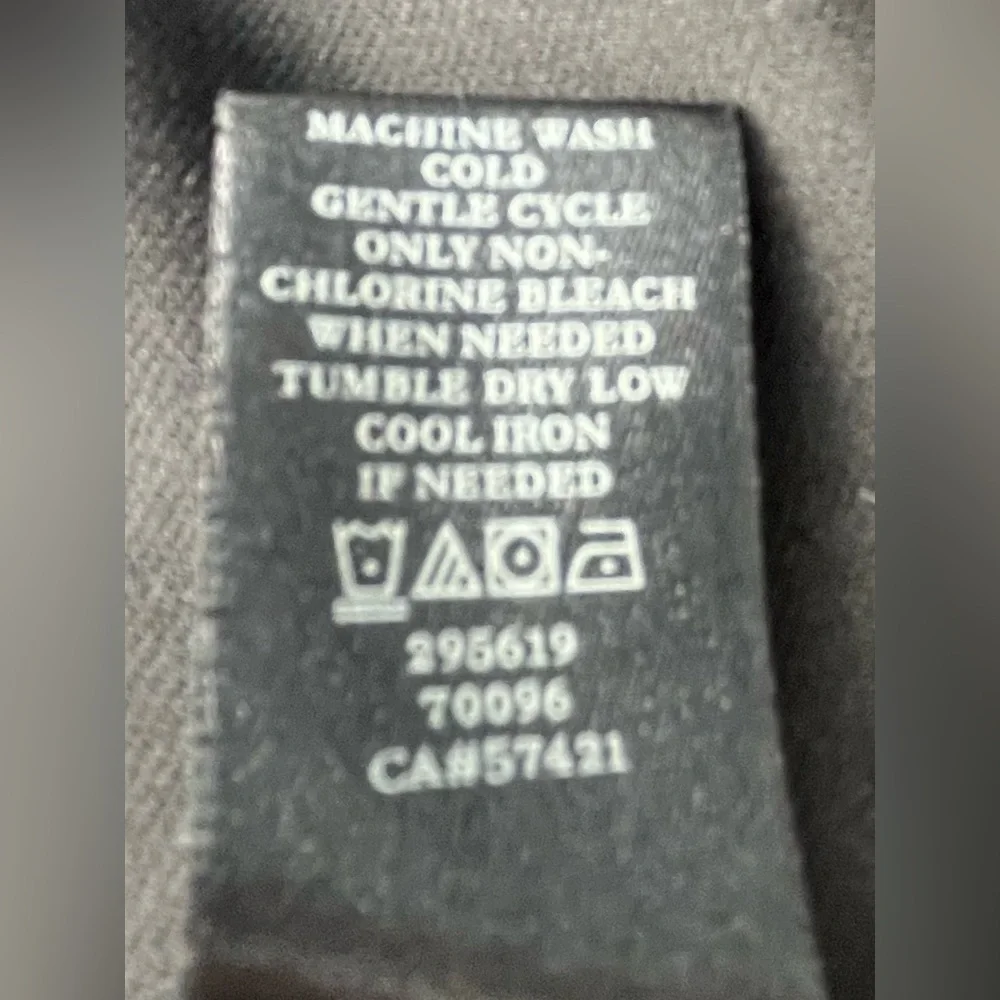 MACHINE WASH
COLD
GENTLE CYCLE
ONLY NON-
CHLORINE BLEACH
WHEN NEEDED
TUMBLE DRY LOW
COOL IRON
IF NEEDED
295619
70096
CA#57421